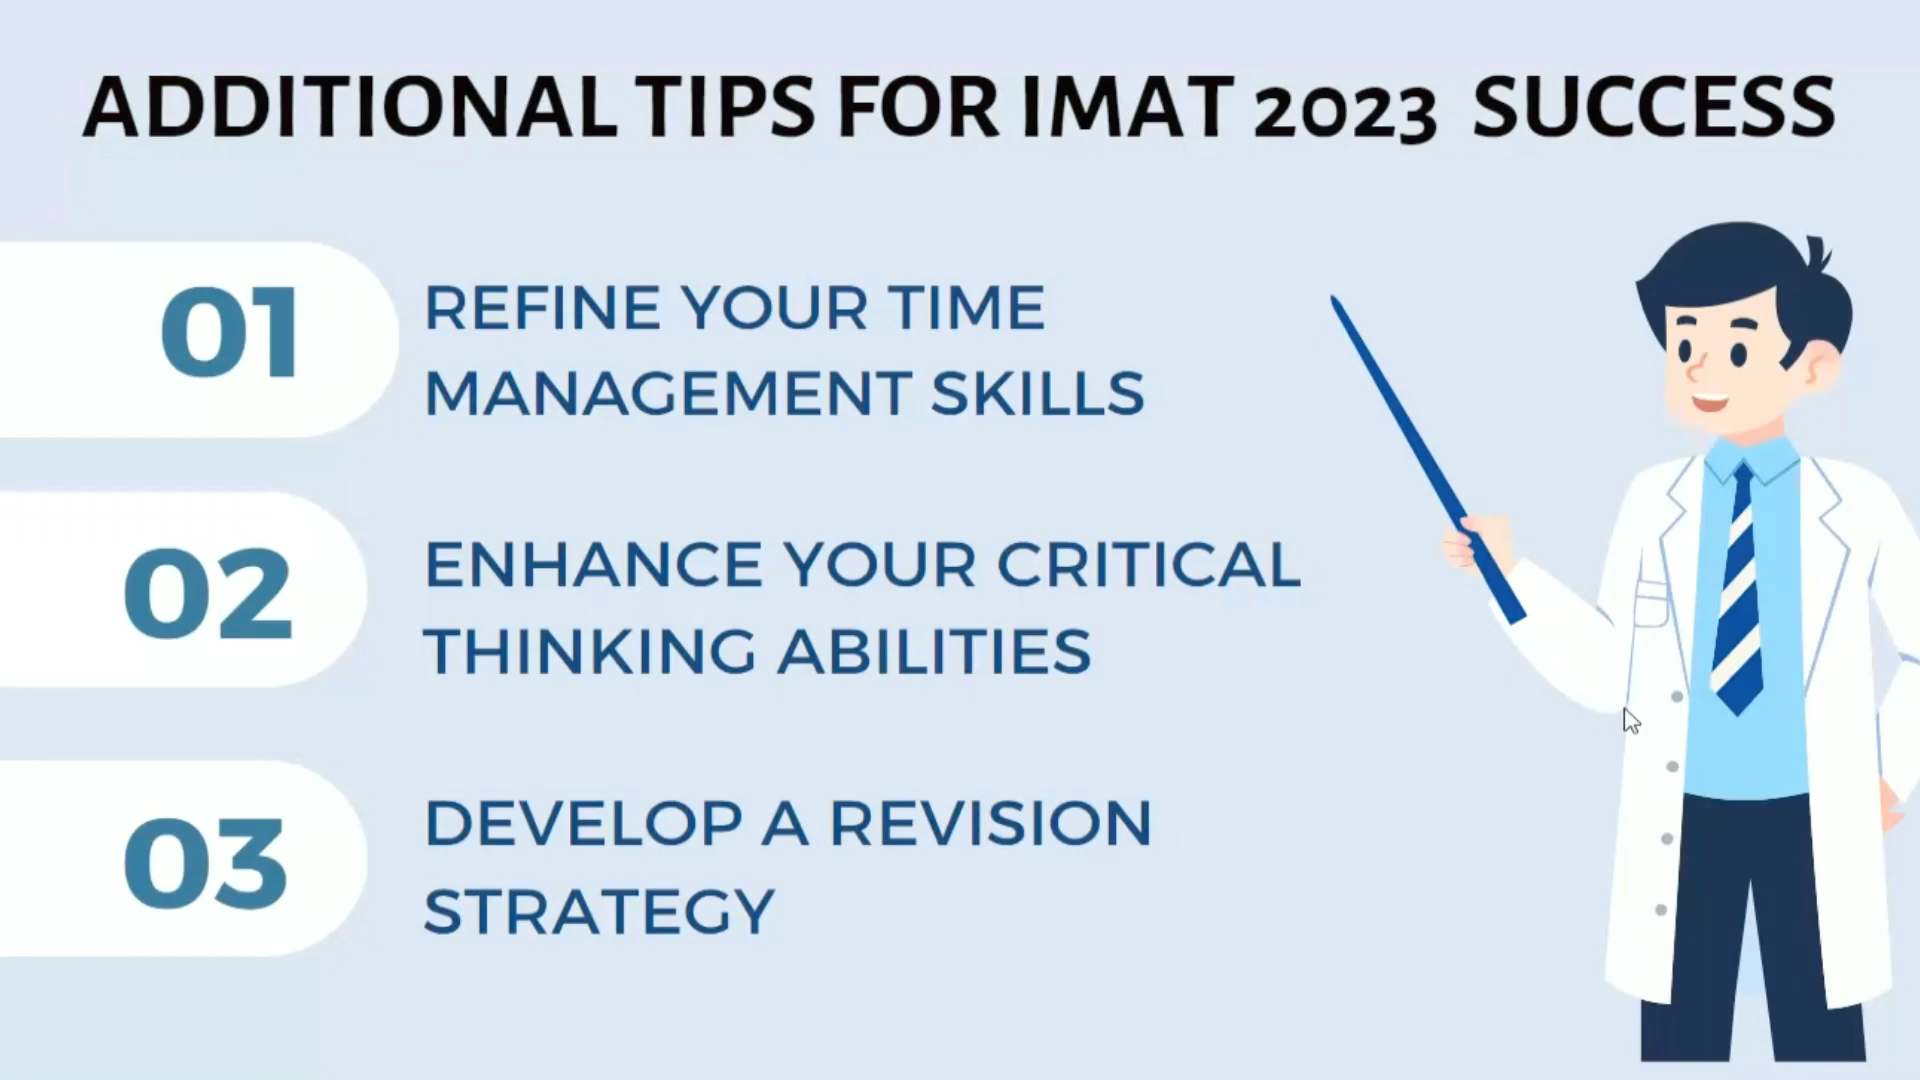 ADDITIONAL TIPS FOR IMAT 2023 SUCCESS
01
REFINE YOUR TIME
MANAGEMENT SKILLS
02
ENHANCE YOUR CRITICAL
THINKING ABILITIES
03
DEVELOP A REVISION
STRATEGY